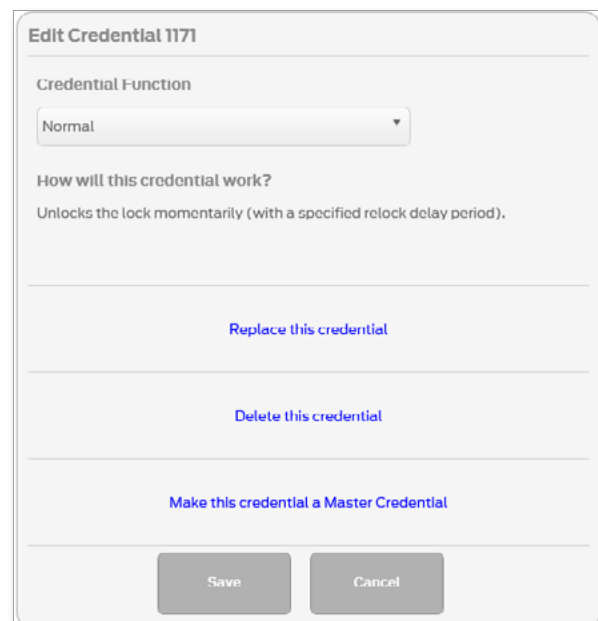 Edit Credential 1171
Credential Function
Normal
How will this credential work?
Unlocks the lock momentarily (with a specified relock delay period).
Replace this credential
Delete this credential
Make this credential a Master Credential
Save
Cancel